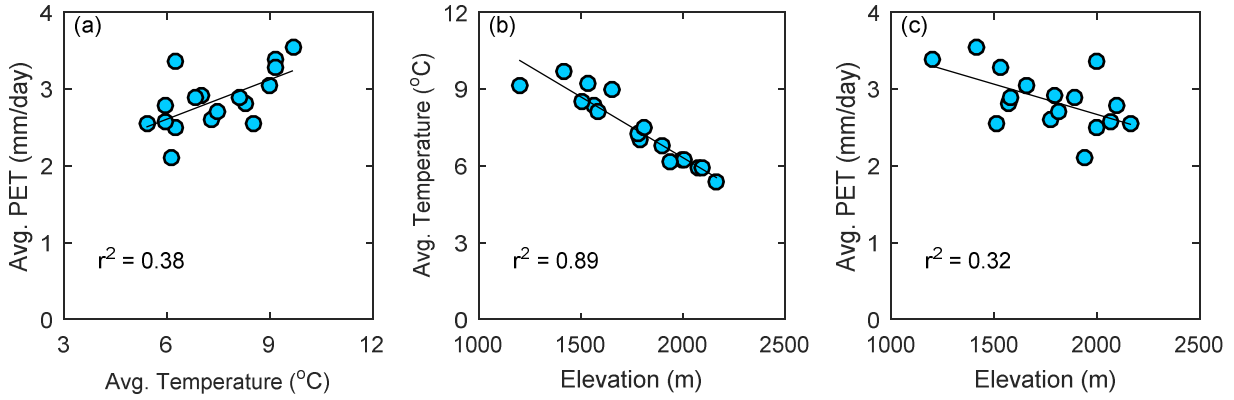 (a)
Avg. PET (mm/day)
4
3
2
1
0
r² = 0.38
3 6 9 12
Avg. Temperature (°C)
(b)
Avg. Temperature (°C)
12
9
6
3
0
r² = 0.89
1000 1500 2000 2500
Elevation (m)
(c)
Avg. PET (mm/day)
4
3
2
1
0
r² = 0.32
1000 1500 2000 2500
Elevation (m)